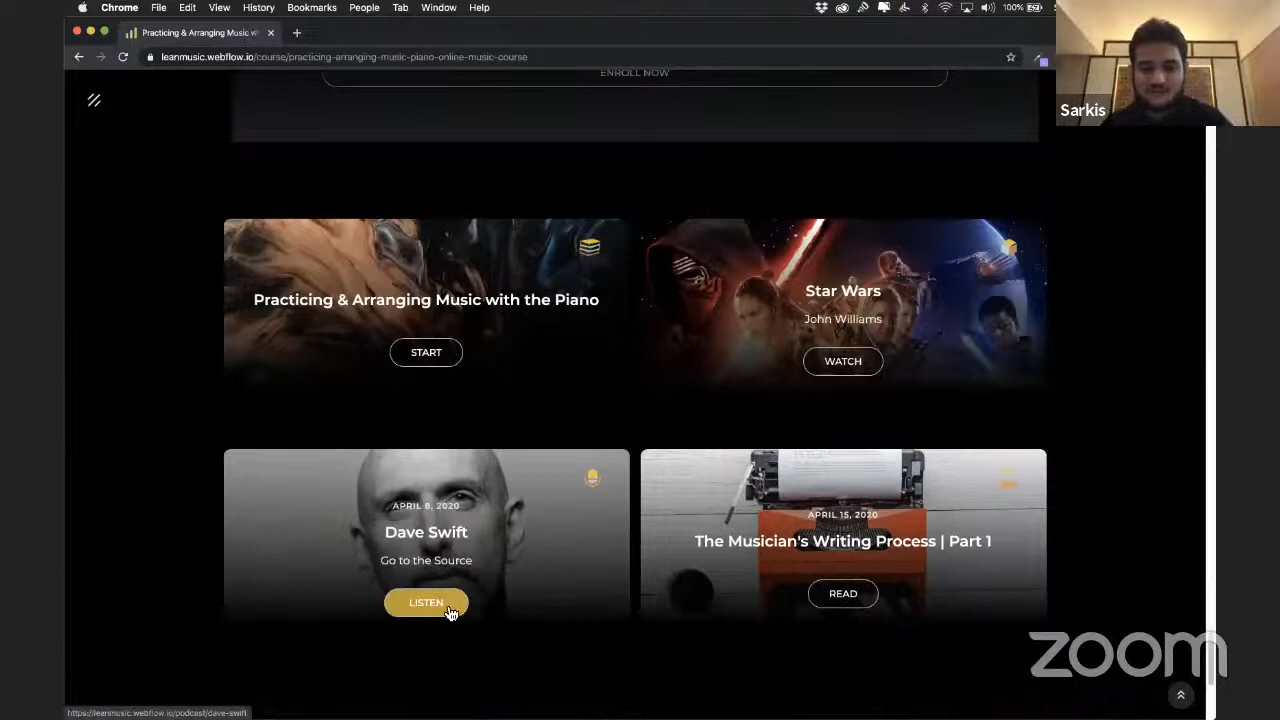 Chrome File Edit View History Bookmarks People Tab Window Help 100%
Practicing & Arranging Music w
leanmusic.webflow.io/course/practicing-arranging-music-piano-online-music-course
ENROLL NOW
Sarkis
Practicing & Arranging Music with the Piano
START
Star Wars
John Williams
WATCH
APRIL 8, 2020
Dave Swift
Go to the Source
LISTEN
APRIL 15, 2020
The Musician's Writing Process | Part 1
READ
zoom
https://leanmusic.webflow.io/podcast/dave-swift